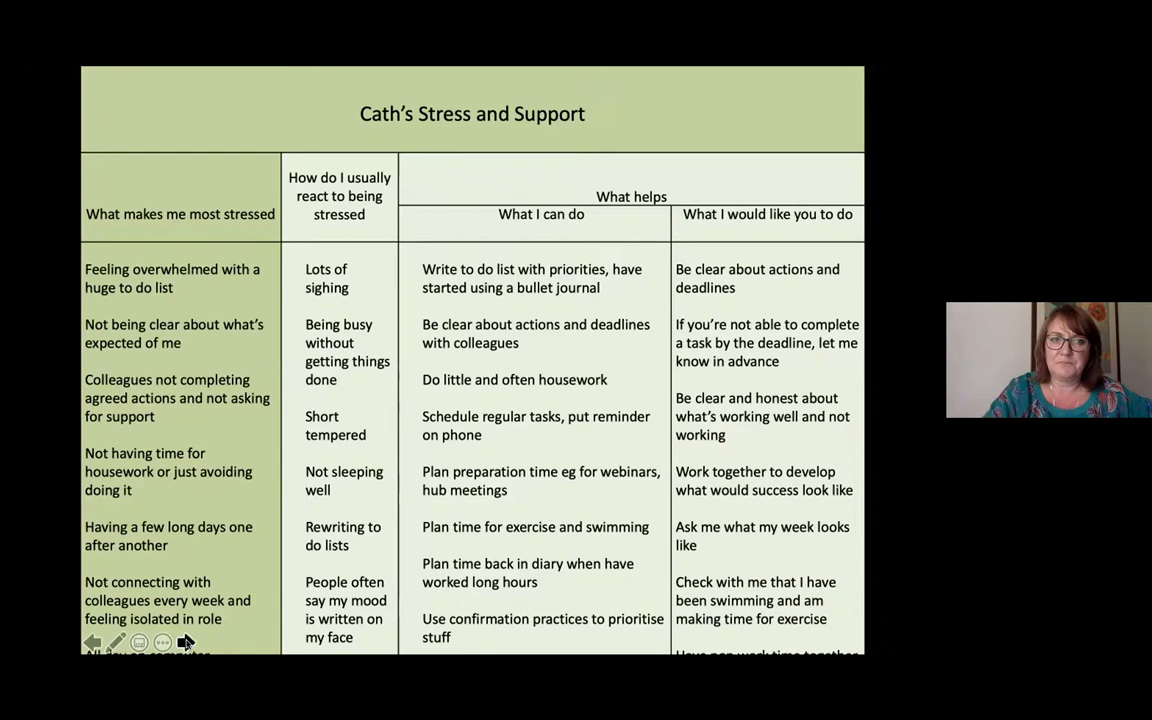 Cath's Stress and Support
What makes me most stressed
How do I usually
react to being
stressed
What helps
What I can do
What I would like you to do
Feeling overwhelmed with a
huge to do list
Not being clear about what's
expected of me
Colleagues not completing
agreed actions and not asking
for support
Not having time for
housework or just avoiding
doing it
Having a few long days one
after another
Not connecting with
colleagues every week and
feeling isolated in role
Lots of
sighing
Being busy
without
getting things
done
Short
tempered
Not sleeping
well
Rewriting to
do lists
People often
say my mood
is written on
my face
Write to do list with priorities, have
started using a bullet journal
Be clear about actions and deadlines
with colleagues
Do little and often housework
Schedule regular tasks, put reminder
on phone
Plan preparation time eg for webinars,
hub meetings
Plan time for exercise and swimming
Plan time back in diary when have
worked long hours
Use confirmation practices to prioritise
stuff
Be clear about actions and
deadlines
If you're not able to complete
a task by the deadline, let me
know in advance
Be clear and honest about
what's working well and not
working
Work together to develop
what would success look like
Ask me what my week looks
like
Check with me that I have
been swimming and am
making time for exercise